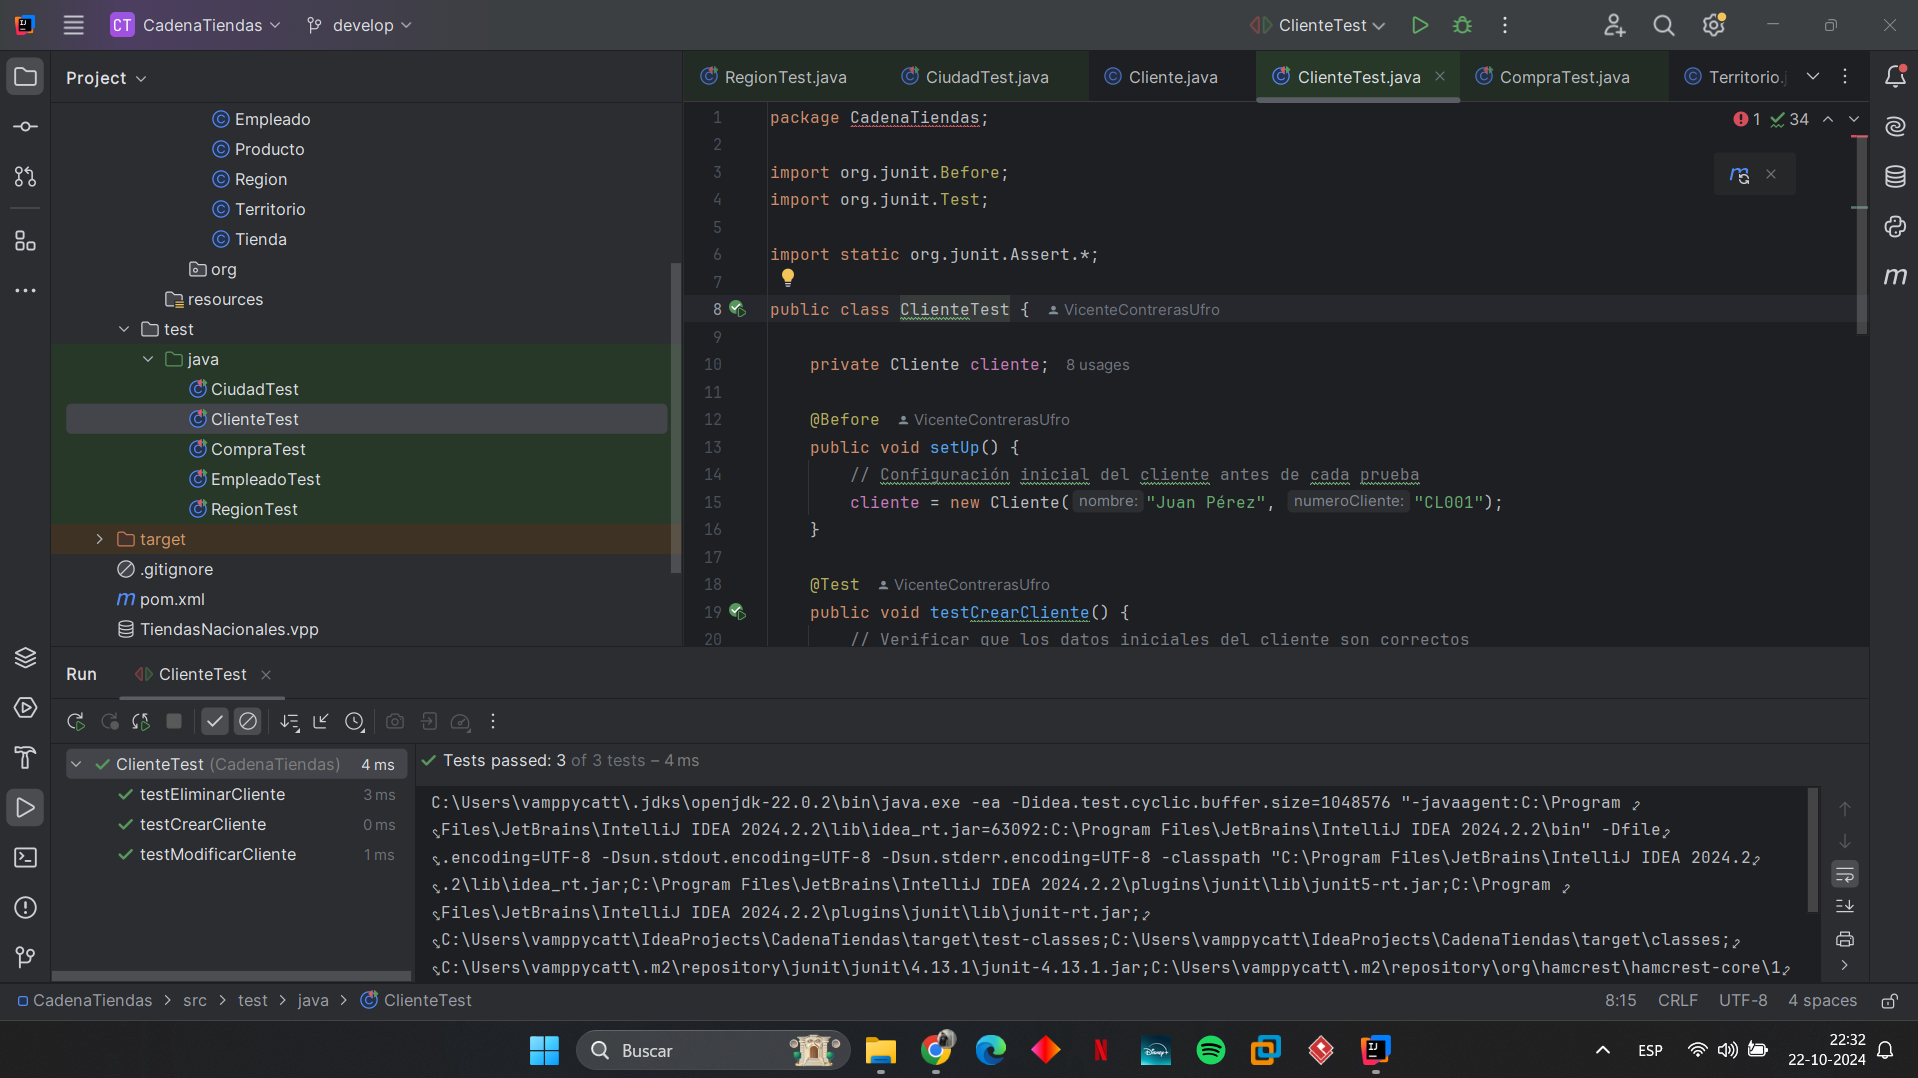 CT CadenaTiendas develop ClienteTest
Project
RegionTest.java CiudadTest.java Cliente.java ClienteTest.java CompraTest.java Territorio.
Empleado
Producto
Region
Territorio
Tienda
org
resources
test
java
CiudadTest
ClienteTest
CompraTest
EmpleadoTest
RegionTest
target
.gitignore
pom.xml
TiendasNacionales.vpp
1 34
1 package CadenaTiendas;
2
3 import org.junit.Before;
4 import org.junit.Test;
5
6 import static org.junit.Assert.*;
7
8 public class ClienteTest { VicenteContrerasUfro
9
10 private Cliente cliente; 8 usages
11
12 @Before VicenteContrerasUfro
13 public void setUp() {
14 // Configuración inicial del cliente antes de cada prueba
15 cliente = new Cliente( nombre: "Juan Pérez", numeroCliente: "CL001");
16 }
17
18 @Test VicenteContrerasUfro
19 public void testCrearCliente() {
20 // Verificar que los datos iniciales del cliente son correctos
Run ClienteTest
ClienteTest (CadenaTiendas) 4 ms
testEliminarCliente 3 ms
testCrearCliente 0 ms
testModificarCliente 1 ms
Tests passed: 3 of 3 tests – 4 ms
C:\Users\vamppycatt\.jdks\openjdk-22.0.2\bin\java.exe -ea -Didea.test.cyclic.buffer.size=1048576 "-javaagent:C:\Program
Files\JetBrains\IntelliJ IDEA 2024.2.2\lib\idea_rt.jar=63092:C:\Program Files\JetBrains\IntelliJ IDEA 2024.2.2\bin" -Dfile
.encoding=UTF-8 -Dsun.stdout.encoding=UTF-8 -Dsun.stderr.encoding=UTF-8 -classpath "C:\Program Files\JetBrains\IntelliJ IDEA 2024.2
.2\lib\idea_rt.jar;C:\Program Files\JetBrains\IntelliJ IDEA 2024.2.2\plugins\junit\lib\junit5-rt.jar;C:\Program
Files\JetBrains\IntelliJ IDEA 2024.2.2\plugins\junit\lib\junit-rt.jar;
C:\Users\vamppycatt\IdeaProjects\CadenaTiendas\target\test-classes;C:\Users\vamppycatt\IdeaProjects\CadenaTiendas\target\classes;
C:\Users\vamppycatt\.m2\repository\junit\junit\4.13.1\junit-4.13.1.jar;C:\Users\vamppycatt\.m2\repository\org\hamcrest\hamcrest-core\1
CadenaTiendas > src > test > java > ClienteTest 8:15 CRLF UTF-8 4 spaces
Buscar
ESP
22:32
22-10-2024